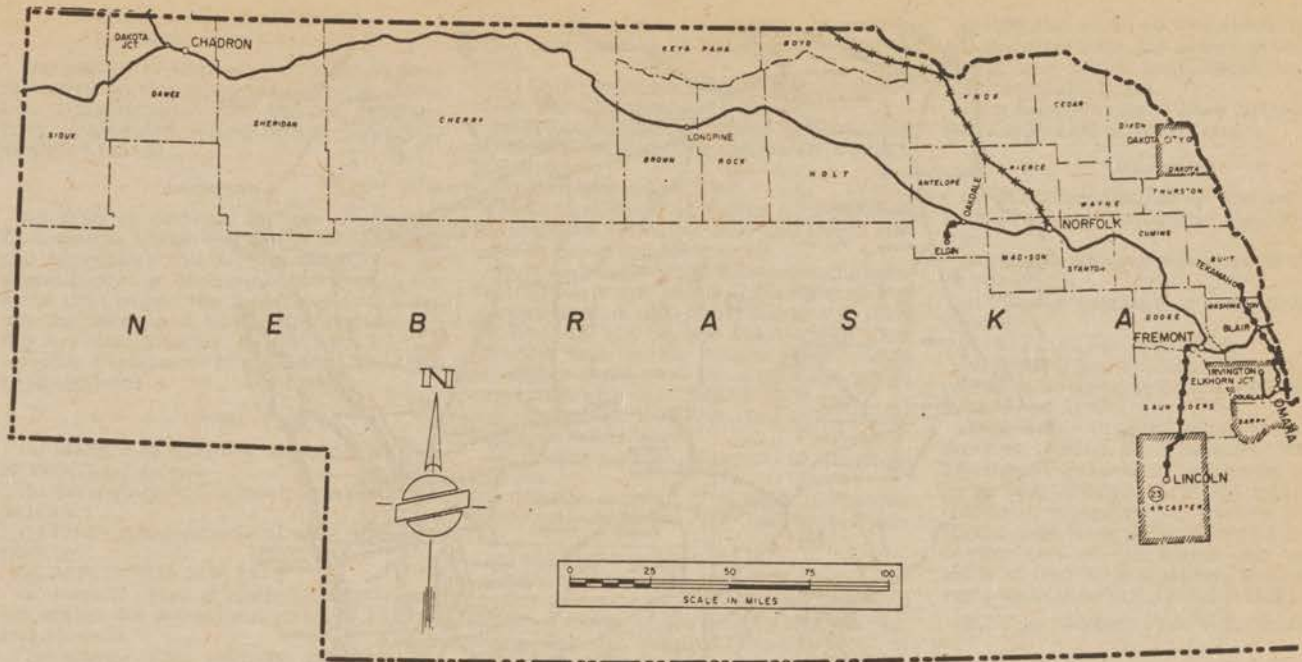 DAKOTA
JCT.
CHADRON
KEYA PAHA
BOYD
KNOX
CEDAR
DIXON
DAKOTA CITY
DAKOTA
DAWES
SIOUX
SHERIDAN
CHERRY
LONGPINE
BROWN
ROCK
HOLT
ANTELOPE
PIERCE
OAKDALE
WAYNE
THURSTON
NORFOLK
CUMING
ELGIN
MADISON
STANTON
BURT
TEKAMAH
WASHINGTON
N E B R A S K A
DODGE
BLAIR
FREMONT
IRVINGTON
ELKHORN JCT.
DOUGLAS
OMAHA
SAUNDERS
SARPY
N
LINCOLN
23
LANCASTER
0 25 50 75 100
SCALE IN MILES